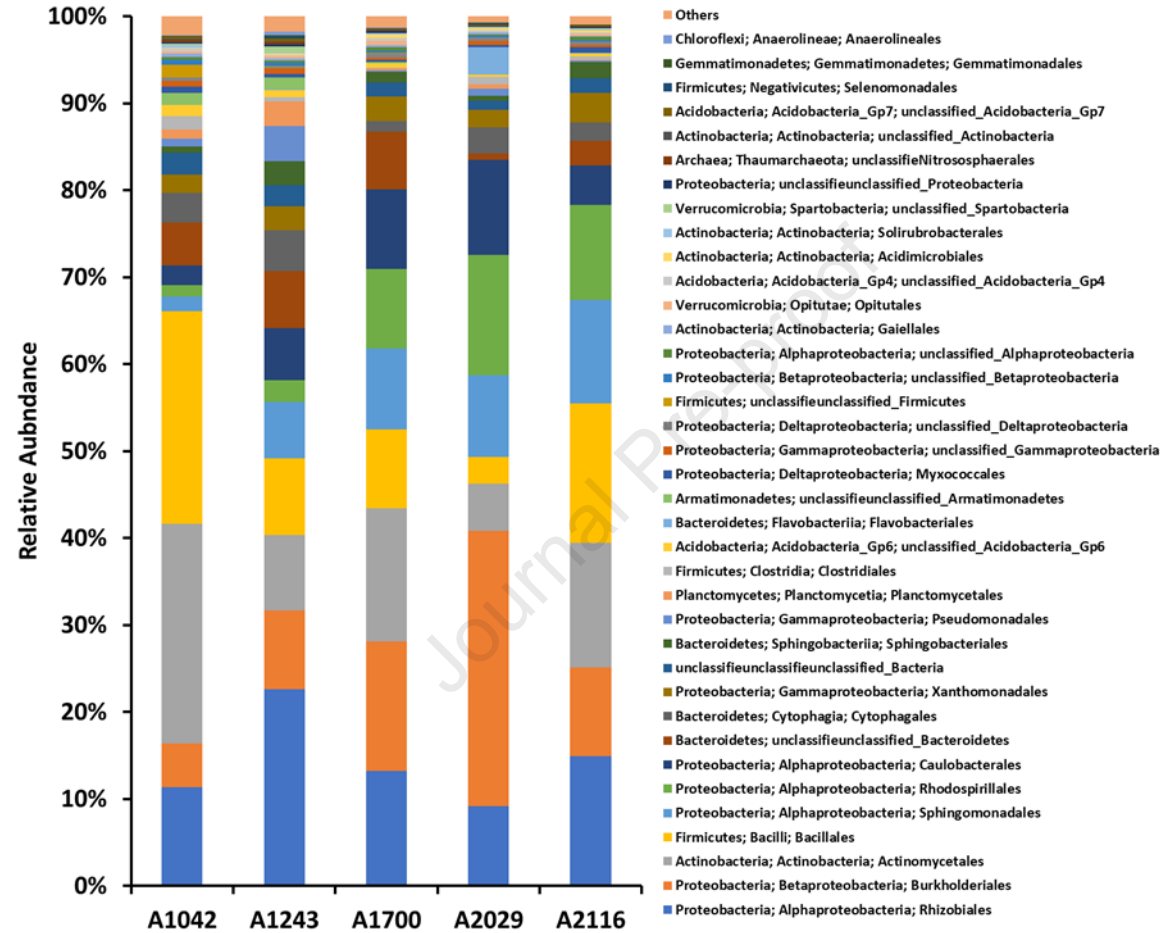 100%
90%
80%
70%
60%
50%
40%
30%
20%
10%
0%
Relative Aubndance
A1042 A1243 A1700 A2029 A2116
Others
Chloroflexi; Anaerolineae; Anaerolineales
Gemmatimonadetes; Gemmatimonadetes; Gemmatimonadales
Firmicutes; Negativicutes; Selenomonadales
Acidobacteria; Acidobacteria_Gp7; unclassified_Acidobacteria_Gp7
Actinobacteria; Actinobacteria; unclassified_Actinobacteria
Archaea; Thaumarchaeota; unclassifieNitrososphaerales
Proteobacteria; unclassifieunclassified_Proteobacteria
Verrucomicrobia; Spartobacteria; unclassified_Spartobacteria
Actinobacteria; Actinobacteria; Solirubrobacterales
Actinobacteria; Actinobacteria; Acidimicrobiales
Acidobacteria; Acidobacteria_Gp4; unclassified_Acidobacteria_Gp4
Verrucomicrobia; Opitutae; Opitutales
Actinobacteria; Actinobacteria; Gaiellales
Proteobacteria; Alphaproteobacteria; unclassified_Alphaproteobacteria
Proteobacteria; Betaproteobacteria; unclassified_Betaproteobacteria
Firmicutes; unclassifieunclassified_Firmicutes
Proteobacteria; Deltaproteobacteria; unclassified_Deltaproteobacteria
Proteobacteria; Gammaproteobacteria; unclassified_Gammaproteobacteria
Proteobacteria; Deltaproteobacteria; Myxococcales
Armatimonadetes; unclassifieunclassified_Armatimonadetes
Bacteroidetes; Flavobacteriia; Flavobacteriales
Acidobacteria; Acidobacteria_Gp6; unclassified_Acidobacteria_Gp6
Firmicutes; Clostridia; Clostridiales
Planctomycetes; Planctomycetia; Planctomycetales
Proteobacteria; Gammaproteobacteria; Pseudomonadales
Bacteroidetes; Sphingobacteriia; Sphingobacteriales
unclassifieunclassifieunclassified_Bacteria
Proteobacteria; Gammaproteobacteria; Xanthomonadales
Bacteroidetes; Cytophagia; Cytophagales
Bacteroidetes; unclassifieunclassified_Bacteroidetes
Proteobacteria; Alphaproteobacteria; Caulobacterales
Proteobacteria; Alphaproteobacteria; Rhodospirillales
Proteobacteria; Alphaproteobacteria; Sphingomonadales
Firmicutes; Bacilli; Bacillales
Actinobacteria; Actinobacteria; Actinomycetales
Proteobacteria; Betaproteobacteria; Burkholderiales
Proteobacteria; Alphaproteobacteria; Rhizobiales
Journal Pre-proof